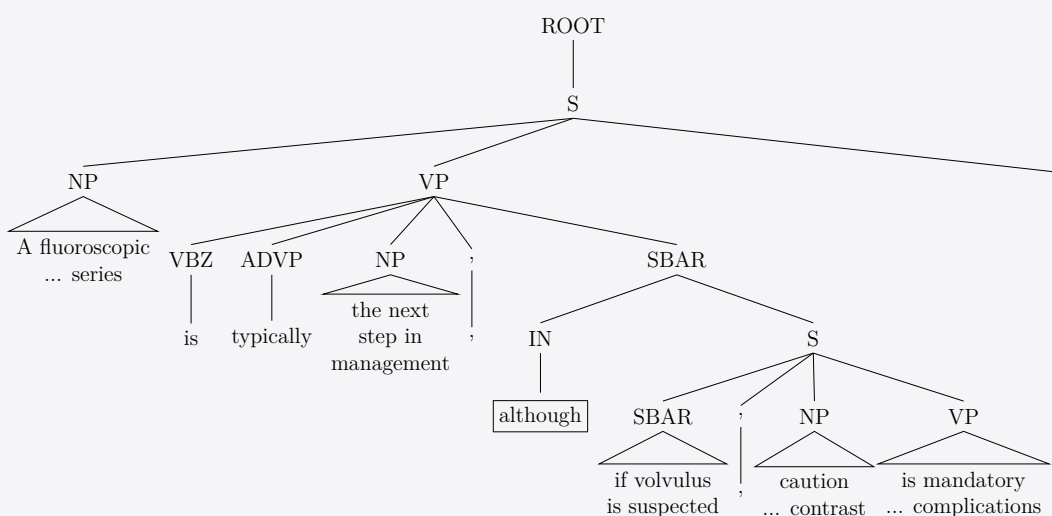 ROOT
S
NP VP
A fluoroscopic
... series
VBZ ADVP NP , SBAR
is typically the next
step in
management
,
IN S
although
SBAR , NP VP
if volvulus
is suspected
,
caution
... contrast
is mandatory
... complications